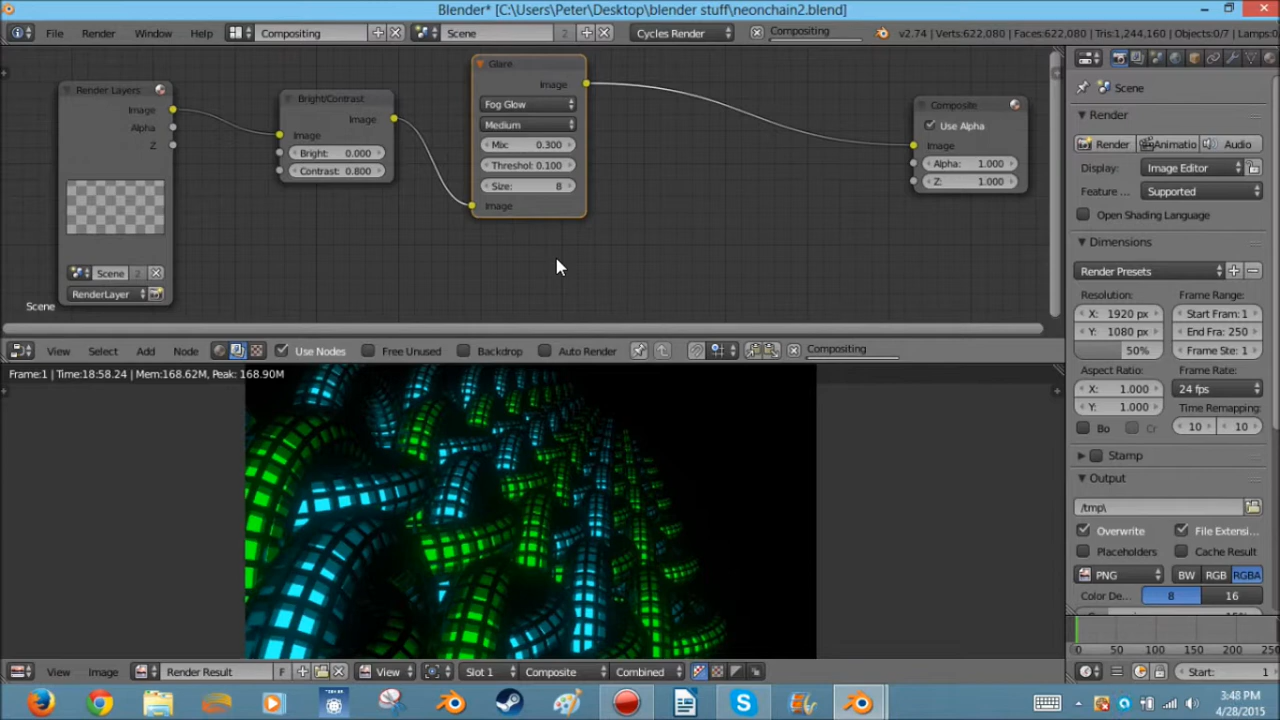 Blender* [C:\Users\Peter\Desktop\blender stuff\neonchain2.blend]
File Render Window Help Compositing Scene 2 Cycles Render Compositing v2.74 | Verts:622,080 | Faces:622,080 | Tris:1,244,160 | Objects:0/7 | Lamps:0
Render Layers
Image
Alpha
Z
Scene 2
RenderLayer
Bright/Contrast
Image
Image
Bright: 0.000
Contrast: 0.800
Glare
Image
Fog Glow
Medium
Mix: 0.300
Threshol: 0.100
Size: 8
Image
Composite
Use Alpha
Image
Alpha: 1.000
Z: 1.000
Scene
View Select Add Node Use Nodes Free Unused Backdrop Auto Render Compositing
Frame:1 | Time:18:58.24 | Mem:168.62M, Peak: 168.90M
View Image Render Result F View Slot 1 Composite Combined
Scene
Render
Render Animatio Audio
Display: Image Editor
Feature ... Supported
Open Shading Language
Dimensions
Render Presets
Resolution: Frame Range:
X: 1920 px Start Fram: 1
Y: 1080 px End Fra: 250
50% Frame Ste: 1
Aspect Ratio: Frame Rate:
X: 1.000 24 fps
Y: 1.000 Time Remapping:
Bo Cr 10 10
Stamp
Output
/tmp\
Overwrite File Extensi...
Placeholders Cache Result
PNG BW RGB RGBA
Color De... 8 16
0 50 100 150 200 250
Start: 1
3:48 PM
4/28/2015